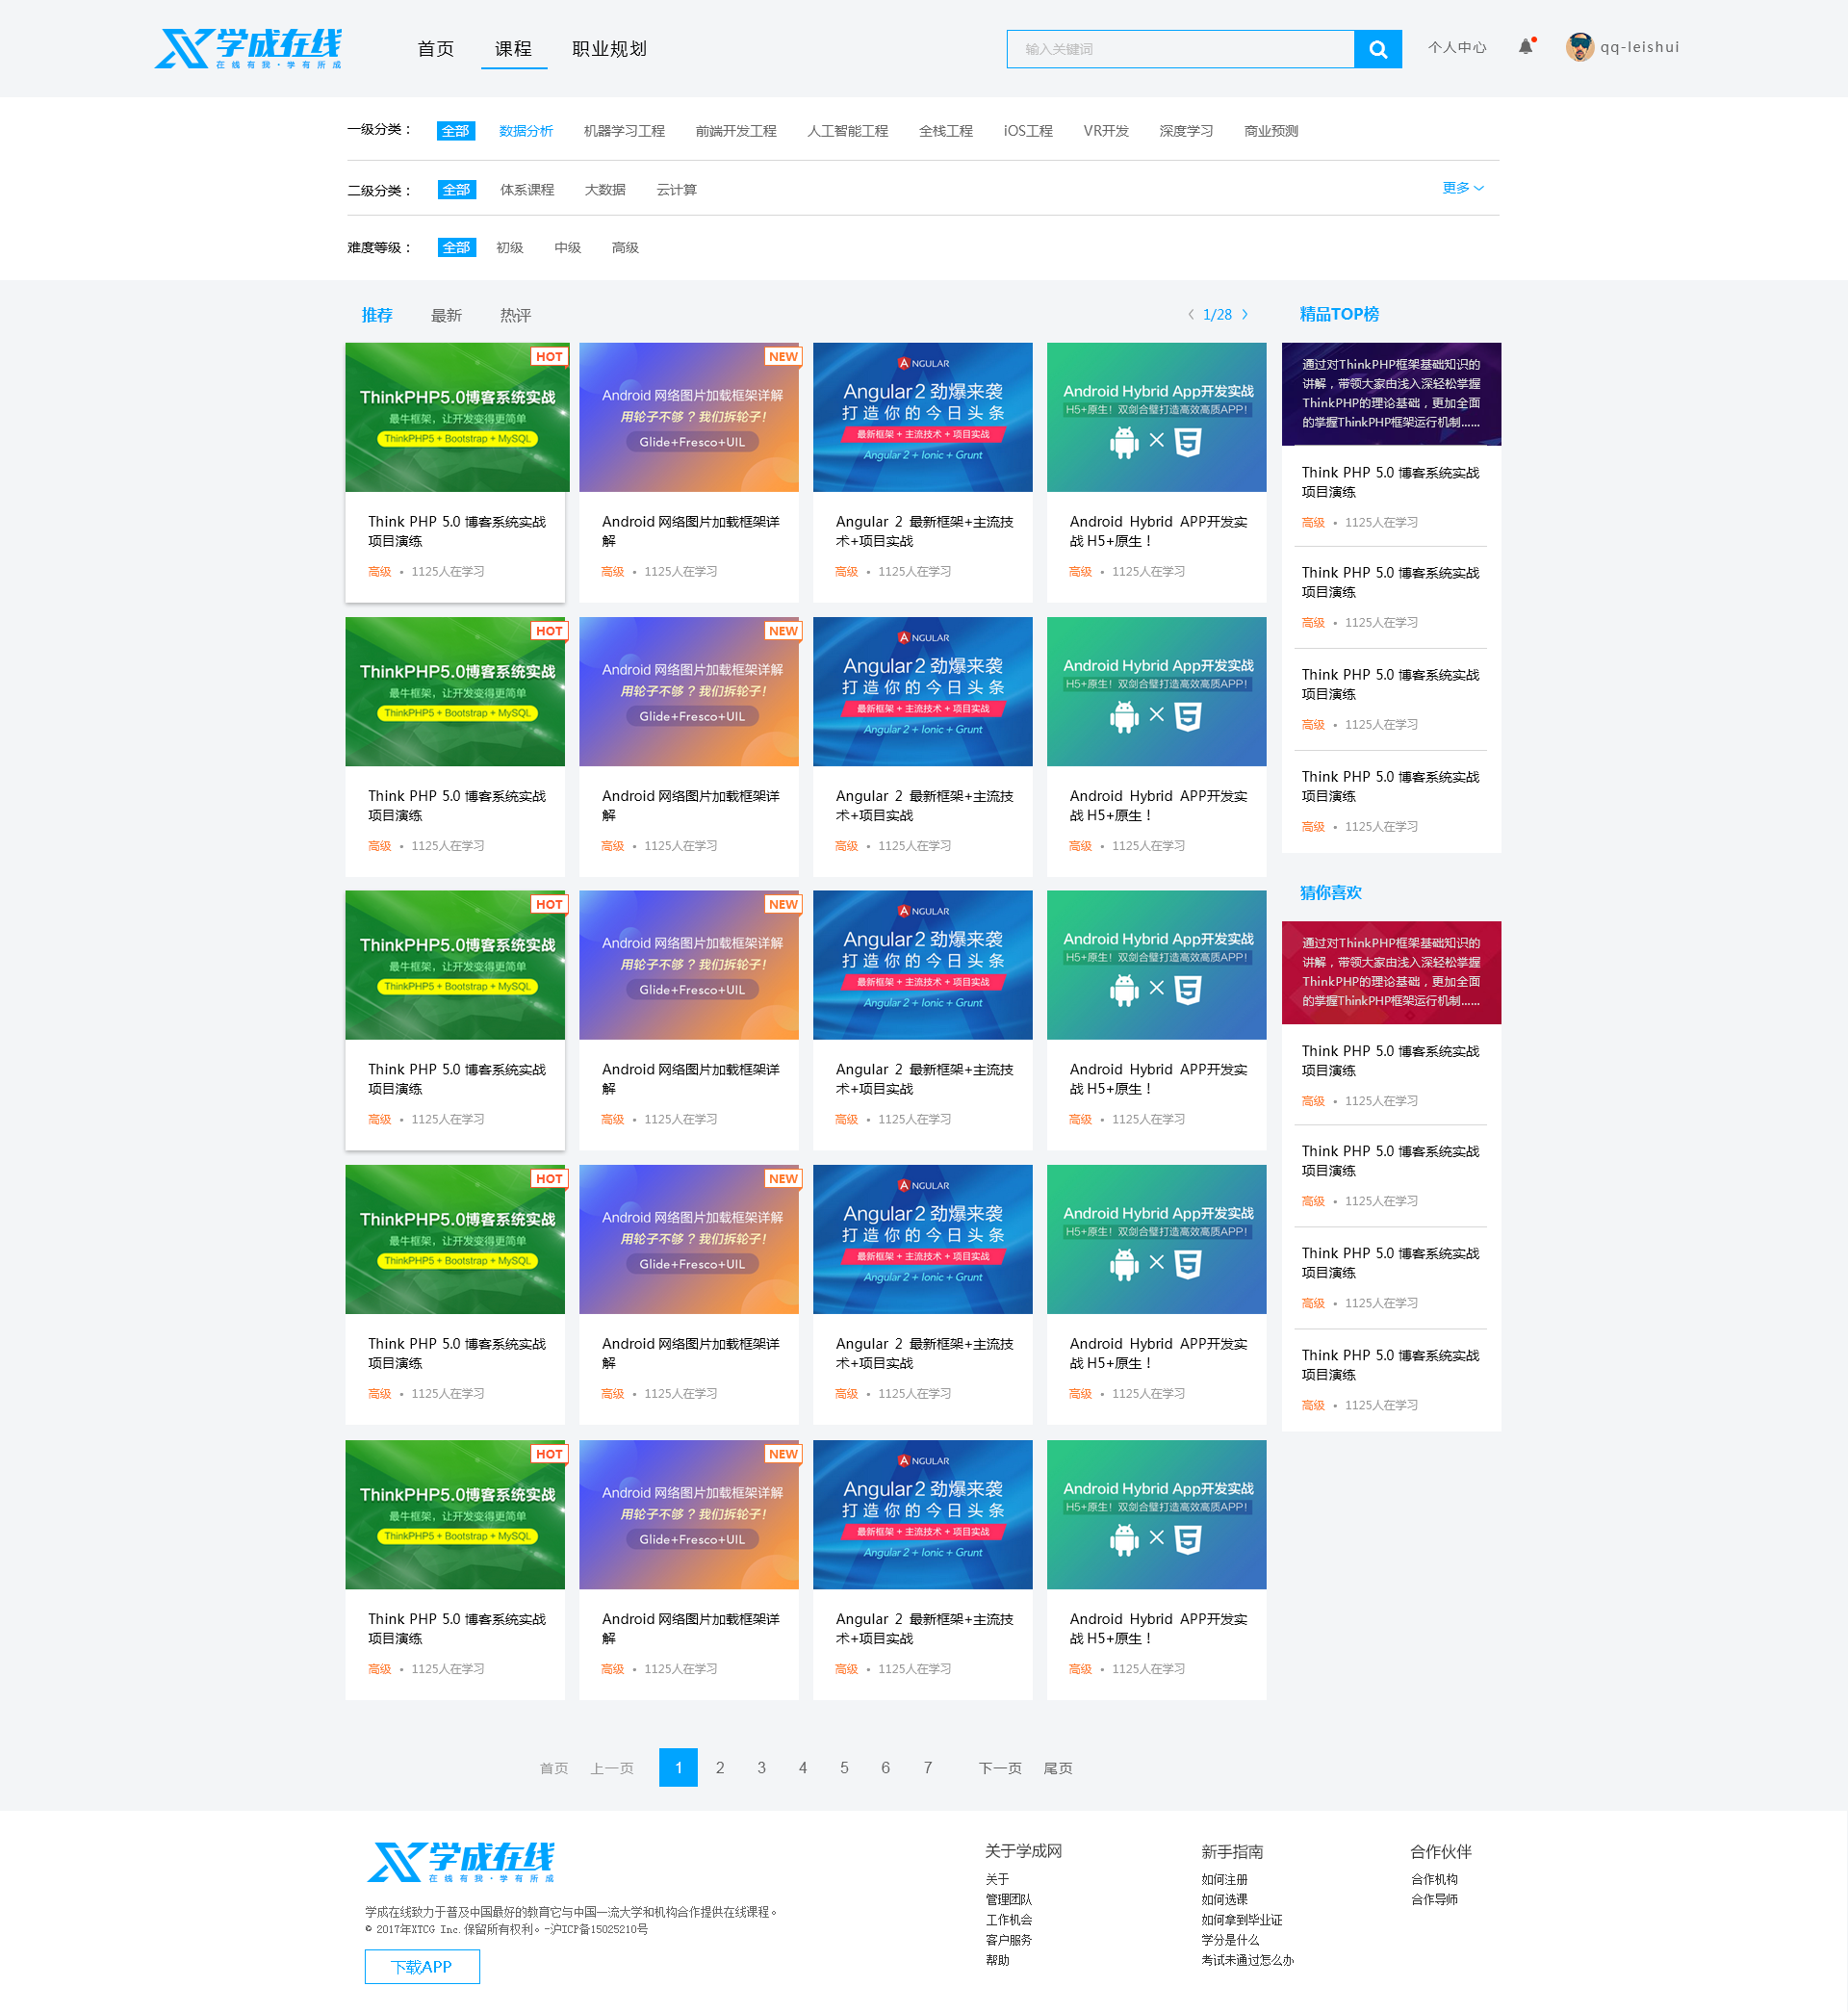 学成在线
在线有我·学有所成
首页 课程 职业规划
输入关键词
个人中心
qq-leishui
一级分类： 全部 数据分析 机器学习工程 前端开发工程 人工智能工程 全栈工程 iOS工程 VR开发 深度学习 商业预测
二级分类： 全部 体系课程 大数据 云计算 更多
难度等级： 全部 初级 中级 高级
推荐 最新 热评 1/28
HOT
ThinkPHP5.0博客系统实战
最牛框架，让开发变得更简单
ThinkPHP5 + Bootstrap + MySQL
Think PHP 5.0 博客系统实战
项目演练
高级 • 1125人在学习
NEW
Android 网络图片加载框架详解
用轮子不够？我们拆轮子！
Glide+Fresco+UIL
Android 网络图片加载框架详
解
高级 • 1125人在学习
ANGULAR
Angular 2 劲爆来袭
打造你的今日头条
最新框架 + 主流技术 + 项目实战
Angular 2 + Ionic + Grunt
Angular 2 最新框架+主流技
术+项目实战
高级 • 1125人在学习
Android Hybrid App开发实战
H5+原生！双剑合璧打造高效高质APP！
Android Hybrid APP开发实
战 H5+原生！
高级 • 1125人在学习
HOT
ThinkPHP5.0博客系统实战
最牛框架，让开发变得更简单
ThinkPHP5 + Bootstrap + MySQL
Think PHP 5.0 博客系统实战
项目演练
高级 • 1125人在学习
NEW
Android 网络图片加载框架详解
用轮子不够？我们拆轮子！
Glide+Fresco+UIL
Android 网络图片加载框架详
解
高级 • 1125人在学习
ANGULAR
Angular 2 劲爆来袭
打造你的今日头条
最新框架 + 主流技术 + 项目实战
Angular 2 + Ionic + Grunt
Angular 2 最新框架+主流技
术+项目实战
高级 • 1125人在学习
Android Hybrid App开发实战
H5+原生！双剑合璧打造高效高质APP！
Android Hybrid APP开发实
战 H5+原生！
高级 • 1125人在学习
HOT
ThinkPHP5.0博客系统实战
最牛框架，让开发变得更简单
ThinkPHP5 + Bootstrap + MySQL
Think PHP 5.0 博客系统实战
项目演练
高级 • 1125人在学习
NEW
Android 网络图片加载框架详解
用轮子不够？我们拆轮子！
Glide+Fresco+UIL
Android 网络图片加载框架详
解
高级 • 1125人在学习
ANGULAR
Angular 2 劲爆来袭
打造你的今日头条
最新框架 + 主流技术 + 项目实战
Angular 2 + Ionic + Grunt
Angular 2 最新框架+主流技
术+项目实战
高级 • 1125人在学习
Android Hybrid App开发实战
H5+原生！双剑合璧打造高效高质APP！
Android Hybrid APP开发实
战 H5+原生！
高级 • 1125人在学习
HOT
ThinkPHP5.0博客系统实战
最牛框架，让开发变得更简单
ThinkPHP5 + Bootstrap + MySQL
Think PHP 5.0 博客系统实战
项目演练
高级 • 1125人在学习
NEW
Android 网络图片加载框架详解
用轮子不够？我们拆轮子！
Glide+Fresco+UIL
Android 网络图片加载框架详
解
高级 • 1125人在学习
ANGULAR
Angular 2 劲爆来袭
打造你的今日头条
最新框架 + 主流技术 + 项目实战
Angular 2 + Ionic + Grunt
Angular 2 最新框架+主流技
术+项目实战
高级 • 1125人在学习
Android Hybrid App开发实战
H5+原生！双剑合璧打造高效高质APP！
Android Hybrid APP开发实
战 H5+原生！
高级 • 1125人在学习
HOT
ThinkPHP5.0博客系统实战
最牛框架，让开发变得更简单
ThinkPHP5 + Bootstrap + MySQL
Think PHP 5.0 博客系统实战
项目演练
高级 • 1125人在学习
NEW
Android 网络图片加载框架详解
用轮子不够？我们拆轮子！
Glide+Fresco+UIL
Android 网络图片加载框架详
解
高级 • 1125人在学习
ANGULAR
Angular 2 劲爆来袭
打造你的今日头条
最新框架 + 主流技术 + 项目实战
Angular 2 + Ionic + Grunt
Angular 2 最新框架+主流技
术+项目实战
高级 • 1125人在学习
Android Hybrid App开发实战
H5+原生！双剑合璧打造高效高质APP！
Android Hybrid APP开发实
战 H5+原生！
高级 • 1125人在学习
精品TOP榜
通过对ThinkPHP框架基础知识的
讲解，带领大家由浅入深轻松掌握
ThinkPHP的理论基础，更加全面
的掌握ThinkPHP框架运行机制......
Think PHP 5.0 博客系统实战
项目演练
高级 • 1125人在学习
Think PHP 5.0 博客系统实战
项目演练
高级 • 1125人在学习
Think PHP 5.0 博客系统实战
项目演练
高级 • 1125人在学习
Think PHP 5.0 博客系统实战
项目演练
高级 • 1125人在学习
猜你喜欢
通过对ThinkPHP框架基础知识的
讲解，带领大家由浅入深轻松掌握
ThinkPHP的理论基础，更加全面
的掌握ThinkPHP框架运行机制......
Think PHP 5.0 博客系统实战
项目演练
高级 • 1125人在学习
Think PHP 5.0 博客系统实战
项目演练
高级 • 1125人在学习
Think PHP 5.0 博客系统实战
项目演练
高级 • 1125人在学习
Think PHP 5.0 博客系统实战
项目演练
高级 • 1125人在学习
首页 上一页 1 2 3 4 5 6 7 下一页 尾页
学成在线
在线有我·学有所成
学成在线致力于普及中国最好的教育它与中国一流大学和机构合作提供在线课程。
© 2017年XTCG Inc.保留所有权利。-沪ICP备15025210号
下载APP
关于学成网
关于
管理团队
工作机会
客户服务
帮助
新手指南
如何注册
如何选课
如何拿到毕业证
学分是什么
考试未通过怎么办
合作伙伴
合作机构
合作导师